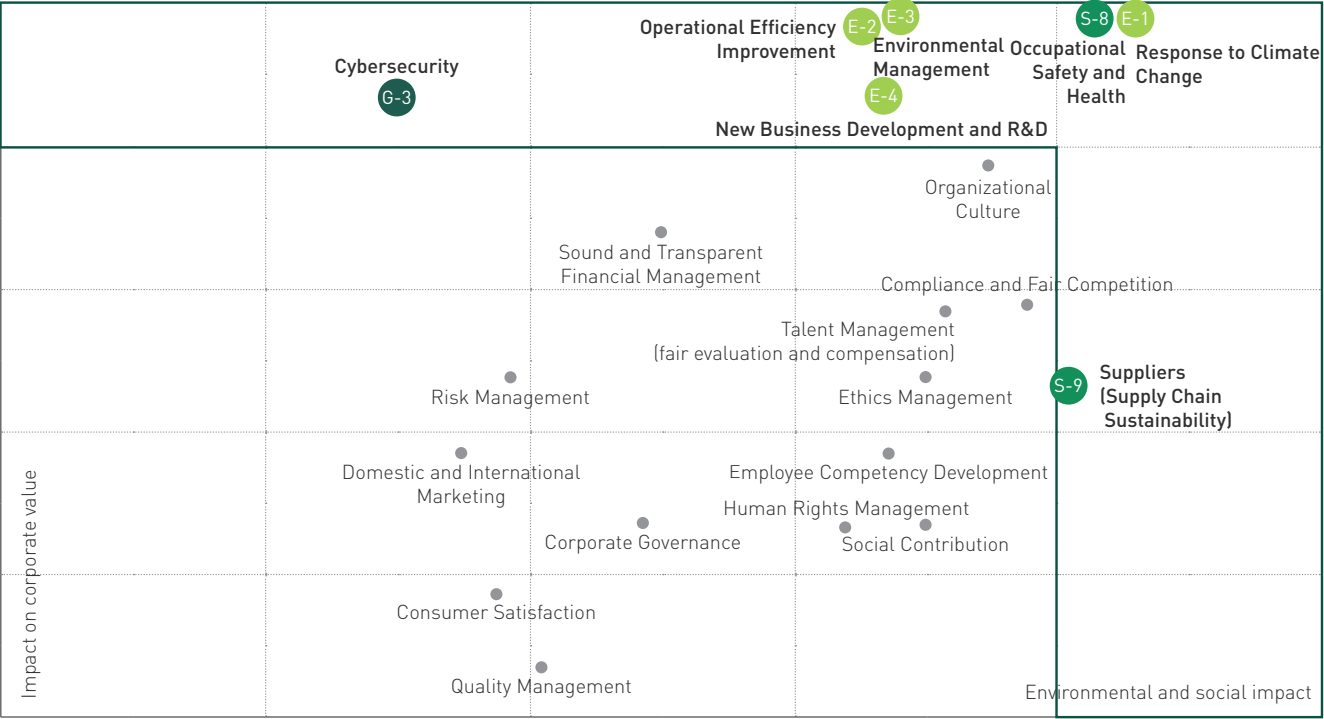 Operational Efficiency
Improvement
E-2
E-3
Environmental
Management
S-8
E-1
Occupational
Safety and
Health
Response to Climate
Change
Cybersecurity
G-3
E-4
New Business Development and R&D
Organizational
Culture
Sound and Transparent
Financial Management
Compliance and Fair Competition
Talent Management
(fair evaluation and compensation)
Risk Management
Ethics Management
S-9
Suppliers
(Supply Chain
Sustainability)
Domestic and International
Marketing
Employee Competency Development
Human Rights Management
Corporate Governance
Social Contribution
Consumer Satisfaction
Quality Management
Impact on corporate value
Environmental and social impact